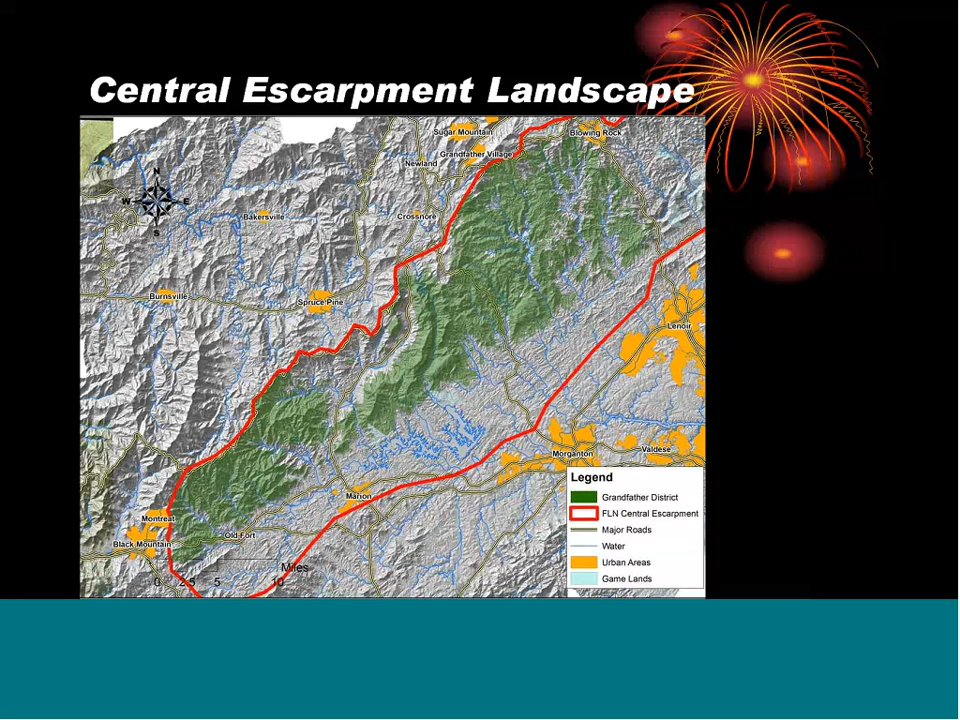 Central Escarpment Landscape
Sugar Mountain
Blowing Rock
Grandfather Village
Newland
N
W E
S
Bakersville
Crossnore
Burnsville
Spruce Pine
Lenoir
Morganton
Valdese
Marion
Montreat
Old Fort
Black Mountain
Miles
0 2.5 5 10
Legend
Grandfather District
FLN Central Escarpment
Major Roads
Water
Urban Areas
Game Lands